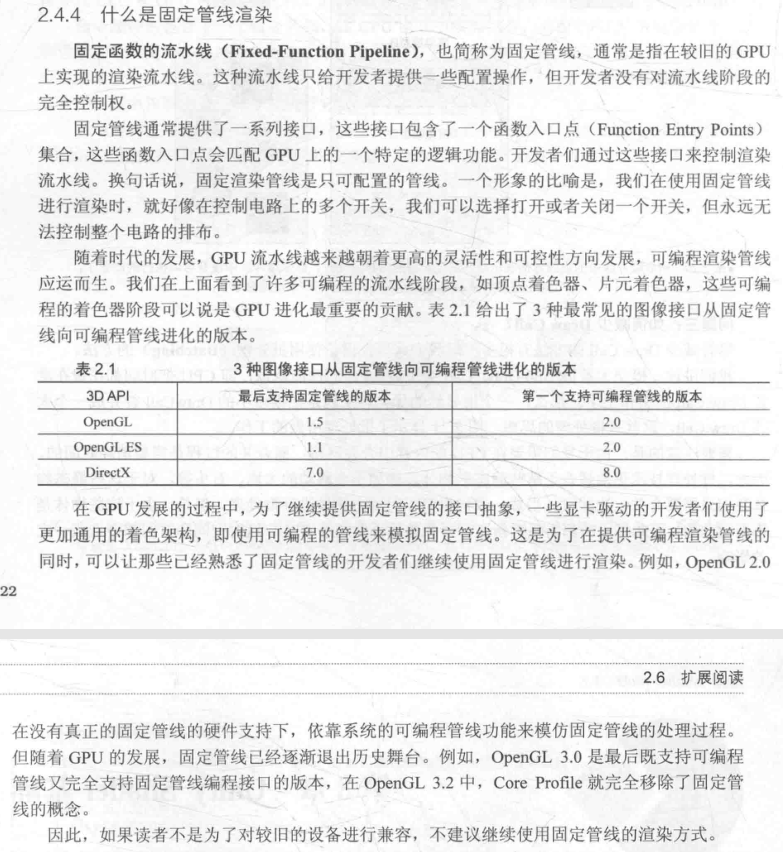 2.4.4 什么是固定管线渲染
固定函数的流水线（Fixed-Function Pipeline），也简称为固定管线，通常是指在较旧的 GPU
上实现的渲染流水线。这种流水线只给开发者提供一些配置操作，但开发者没有对流水线阶段的
完全控制权。
固定管线通常提供了一系列接口，这些接口包含了一个函数入口点（Function Entry Points）
集合，这些函数入口点会匹配 GPU 上的一个特定的逻辑功能。开发者们通过这些接口来控制渲染
流水线。换句话说，固定渲染管线是只可配置的管线。一个形象的比喻是，我们在使用固定管线
进行渲染时，就好像在控制电路上的多个开关，我们可以选择打开或者关闭一个开关，但永远无
法控制整个电路的排布。
随着时代的发展，GPU 流水线越来越朝着更高的灵活性和可控性方向发展，可编程渲染管线
应运而生。我们在上面看到了许多可编程的流水线阶段，如顶点着色器、片元着色器，这些可编
程的着色器阶段可以说是 GPU 进化最重要的贡献。表 2.1 给出了 3 种最常见的图像接口从固定管
线向可编程管线进化的版本。
表 2.1 3 种图像接口从固定管线向可编程管线进化的版本
3D API 最后支持固定管线的版本 第一个支持可编程管线的版本
OpenGL 1.5 2.0
OpenGL ES 1.1 2.0
DirectX 7.0 8.0
在 GPU 发展的过程中，为了继续提供固定管线的接口抽象，一些显卡驱动的开发者们使用了
更加通用的着色架构，即使用可编程的管线来模拟固定管线。这是为了在提供可编程渲染管线的
同时，可以让那些已经熟悉了固定管线的开发者们继续使用固定管线进行渲染。例如，OpenGL 2.0
22
2.6 扩展阅读
在没有真正的固定管线的硬件支持下，依靠系统的可编程管线功能来模仿固定管线的处理过程。
但随着 GPU 的发展，固定管线已经逐渐退出历史舞台。例如，OpenGL 3.0 是最后既支持可编程
管线又完全支持固定管线编程接口的版本，在 OpenGL 3.2 中，Core Profile 就完全移除了固定管
线的概念。
因此，如果读者不是为了对较旧的设备进行兼容，不建议继续使用固定管线的渲染方式。